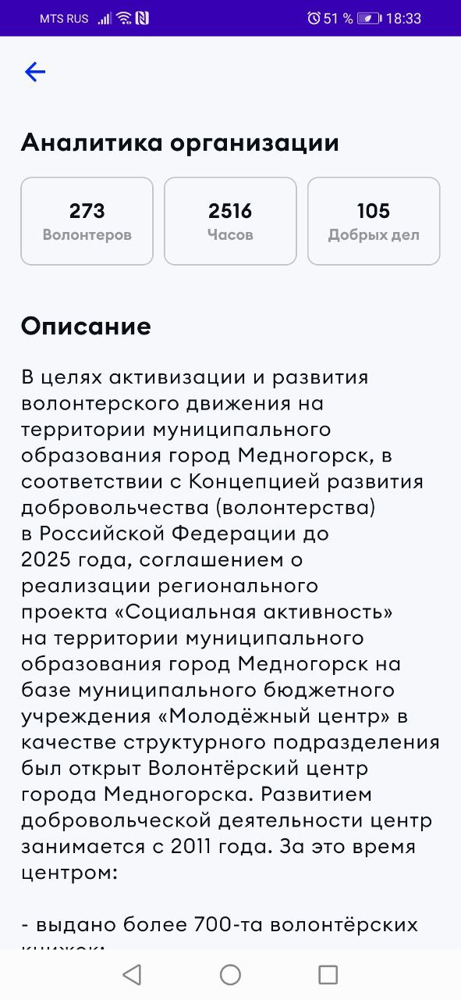 MTS RUS 51 % 18:33
Аналитика организации
273 2516 105
Волонтеров Часов Добрых дел
Описание
В целях активизации и развития
волонтерского движения на
территории муниципального
образования город Медногорск, в
соответствии с Концепцией развития
добровольчества (волонтерства)
в Российской Федерации до
2025 года, соглашением о
реализации регионального
проекта «Социальная активность»
на территории муниципального
образования город Медногорск на
базе муниципального бюджетного
учреждения «Молодёжный центр» в
качестве структурного подразделения
был открыт Волонтёрский центр
города Медногорска. Развитием
добровольческой деятельности центр
занимается с 2011 года. За это время
центром:
- выдано более 700-та волонтёрских